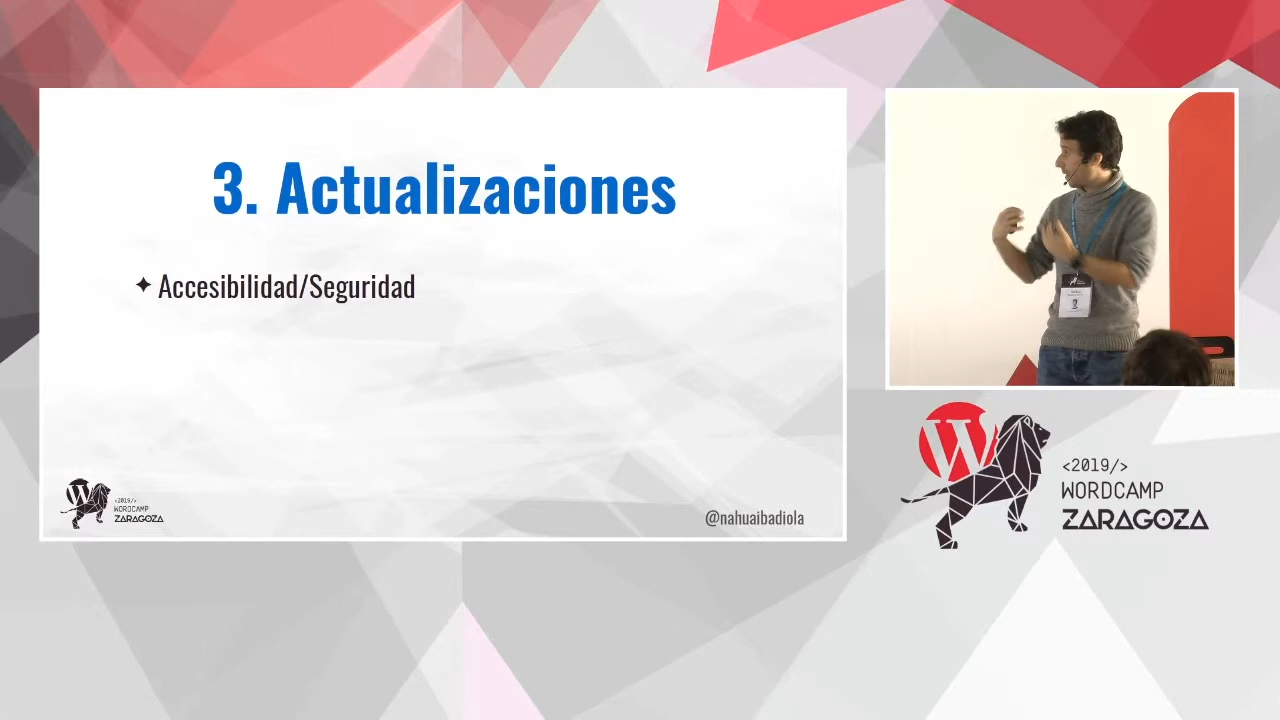 3. Actualizaciones
✦ Accesibilidad/Seguridad
<2019/>
WORDCAMP
ZARAGOZA
@nahuaibadiola
W
<2019/>
WORDCAMP
ZARAGOZA